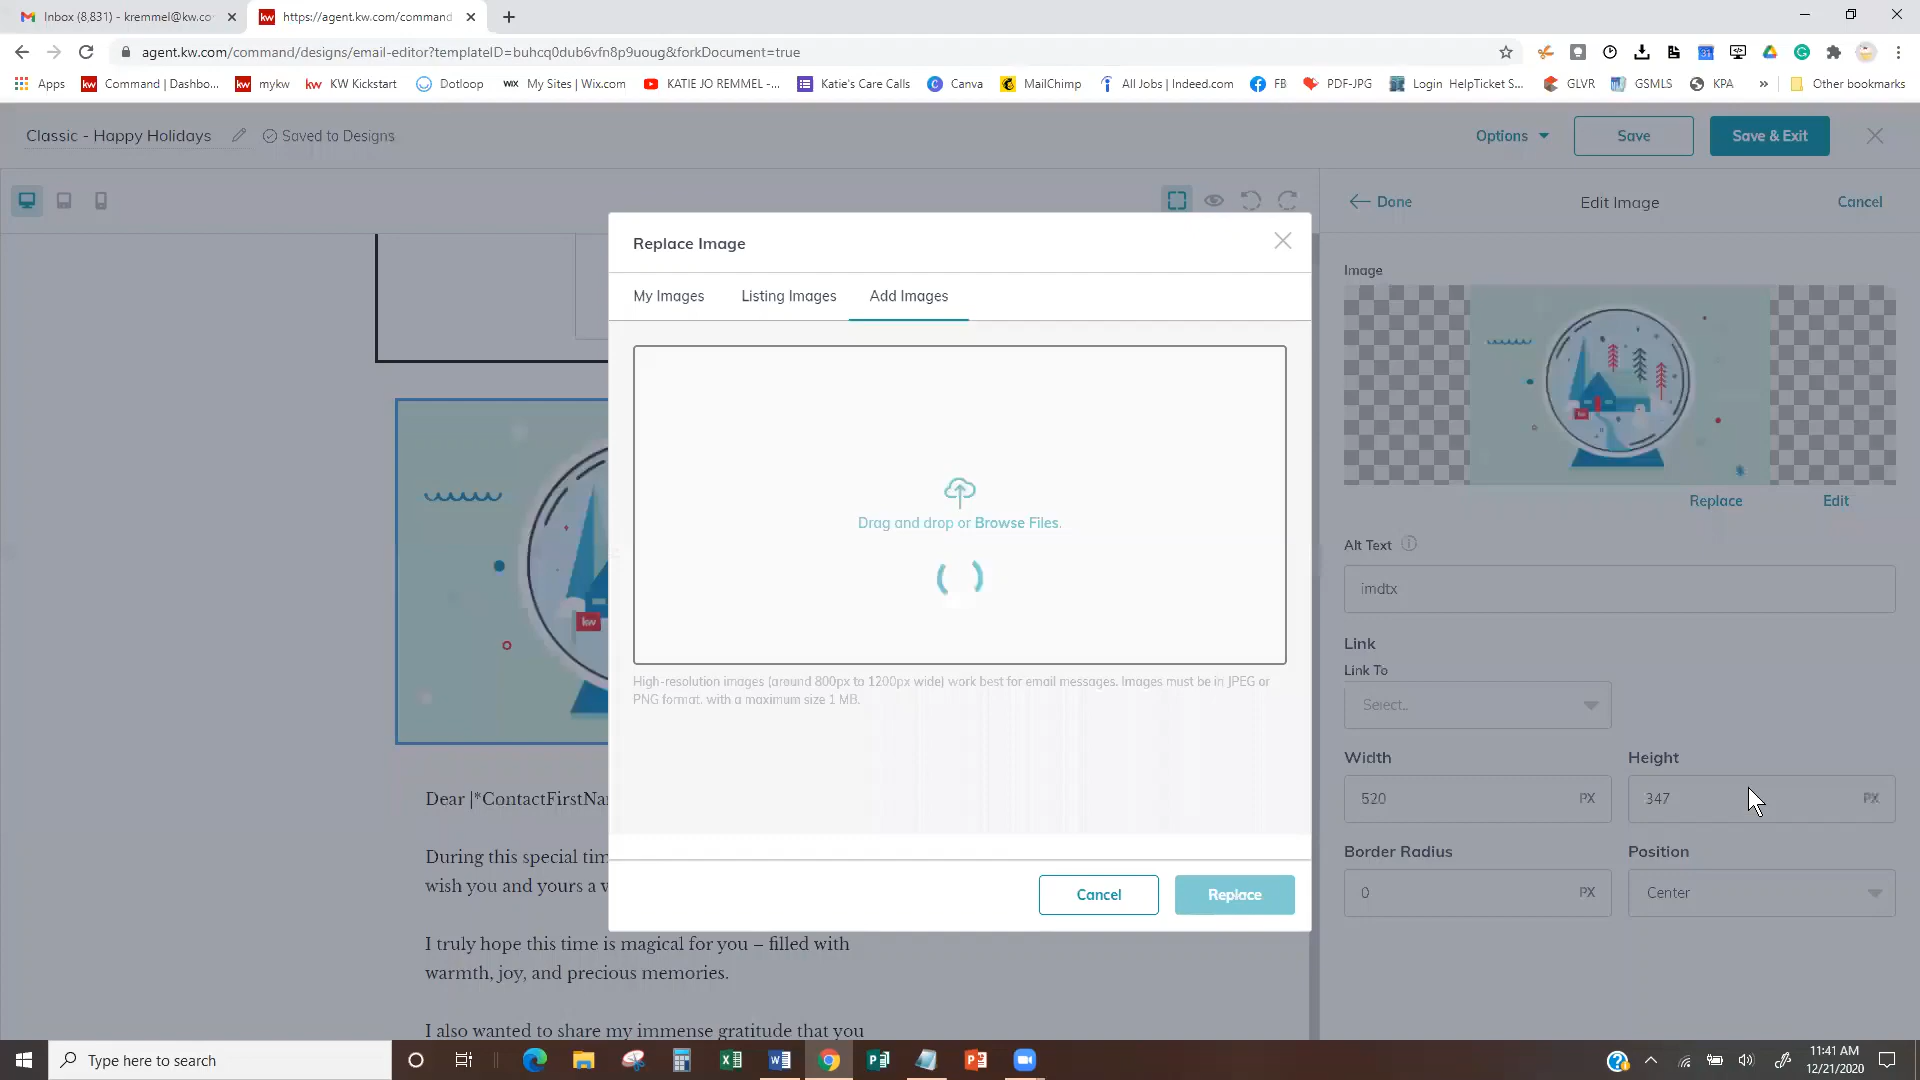 Inbox (8,831) - kremmel@kw.co
https://agent.kw.com/command
agent.kw.com/command/designs/email-editor?templateID=buhcq0dub6vfn8p9uoug&forkDocument=true
Apps
Command | Dashbo...
mykw
KW Kickstart
Dotloop
WIX My Sites | Wix.com
KATIE JO REMMEL -...
Katie's Care Calls
Canva
MailChimp
All Jobs | Indeed.com
FB
PDF-JPG
Login HelpTicket S...
GLVR
GSMLS
KPA
»
Other bookmarks
Classic - Happy Holidays
Saved to Designs
Options
Save
Save & Exit
Done
Edit Image
Cancel
Replace Image
My Images
Listing Images
Add Images
Drag and drop or Browse Files.
High-resolution images (around 800px to 1200px wide) work best for email messages. Images must be in JPEG or
PNG format, with a maximum size 1 MB.
Cancel
Replace
Image
Replace
Edit
Alt Text
imdtx
Link
Link To
Select..
Width
Height
520 PX
347 PX
Border Radius
Position
0 PX
Center
kw
Dear |*ContactFirstNa
During this special tim
wish you and yours a v
I truly hope this time is magical for you – filled with
warmth, joy, and precious memories.
I also wanted to share my immense gratitude that you
Type here to search
11:41 AM
12/21/2020